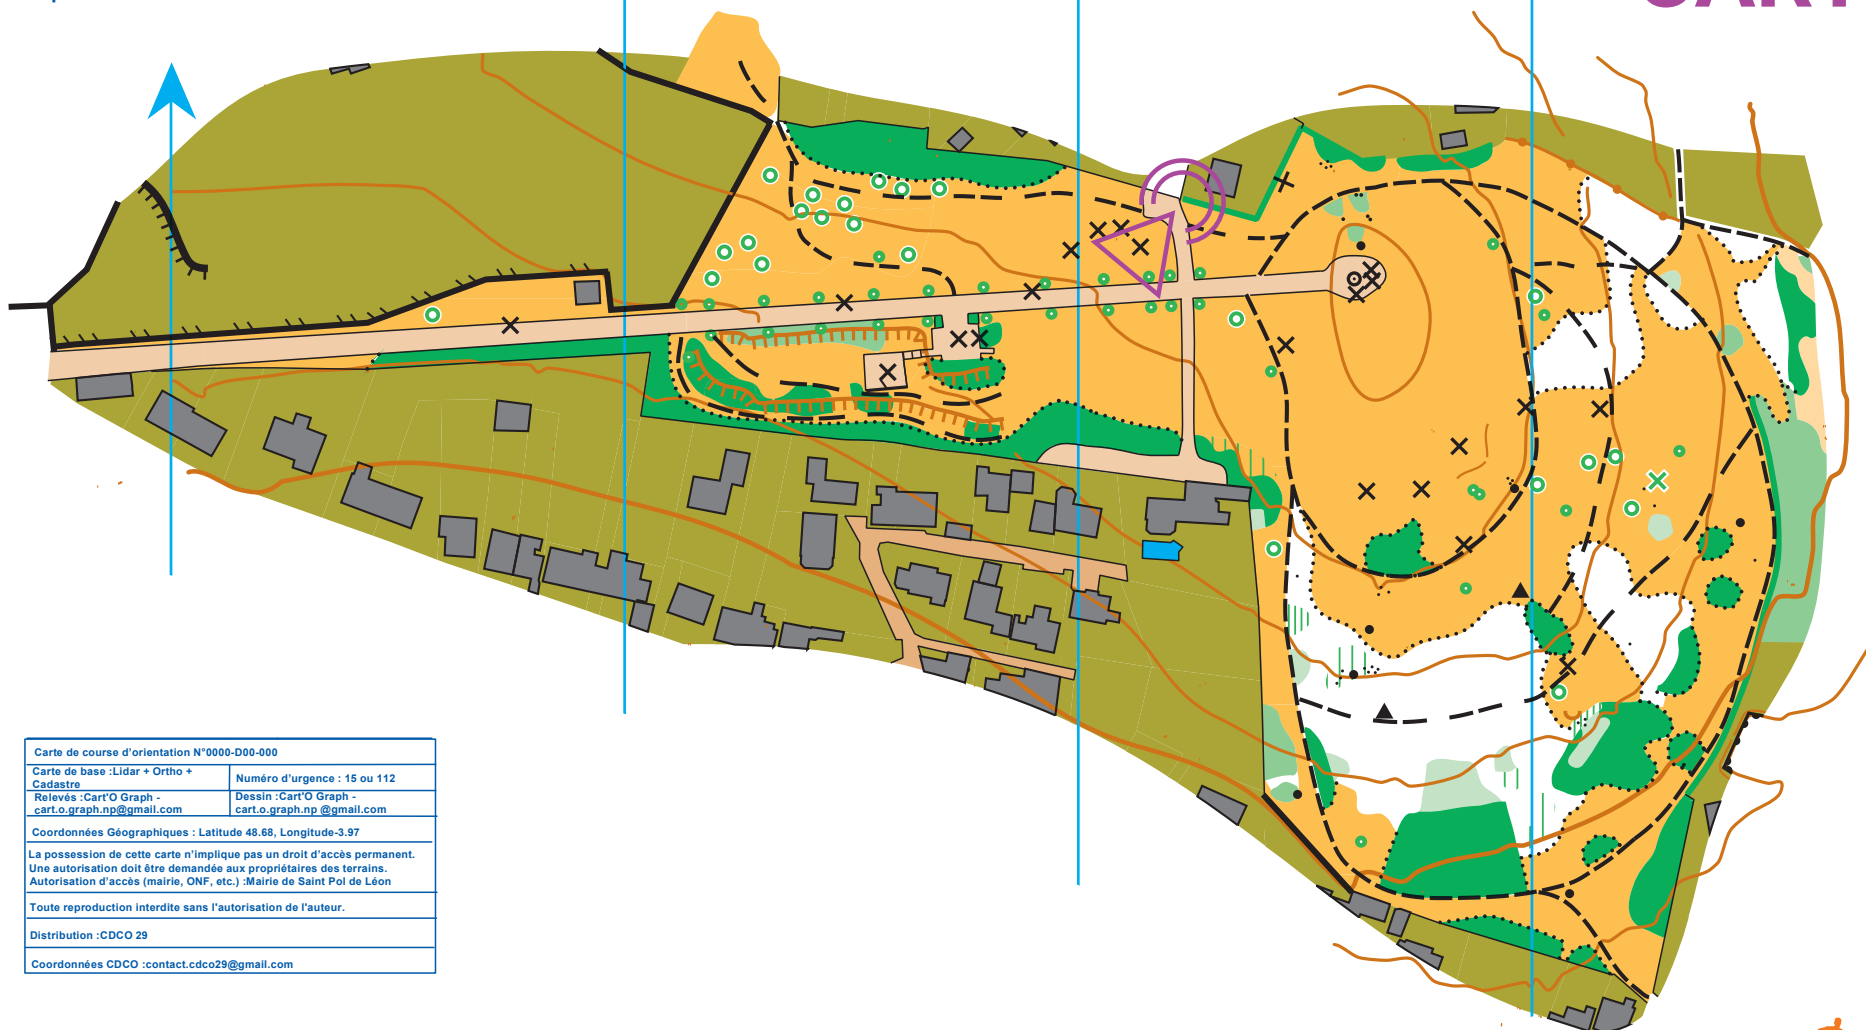 Carte de course d'orientation N°0000-D00-000
Carte de base :Lidar + Ortho +
Cadastre
Numéro d'urgence : 15 ou 112
Relevés :Cart'O Graph -
cart.o.graph.np@gmail.com
Dessin :Cart'O Graph -
cart.o.graph.np @gmail.com
Coordonnées Géographiques : Latitude 48.68, Longitude-3.97
La possession de cette carte n'implique pas un droit d'accès permanent.
Une autorisation doit être demandée aux propriétaires des terrains.
Autorisation d'accès (mairie, ONF, etc.) :Mairie de Saint Pol de Léon
Toute reproduction interdite sans l'autorisation de l'auteur.
Distribution :CDCO 29
Coordonnées CDCO :contact.cdco29@gmail.com